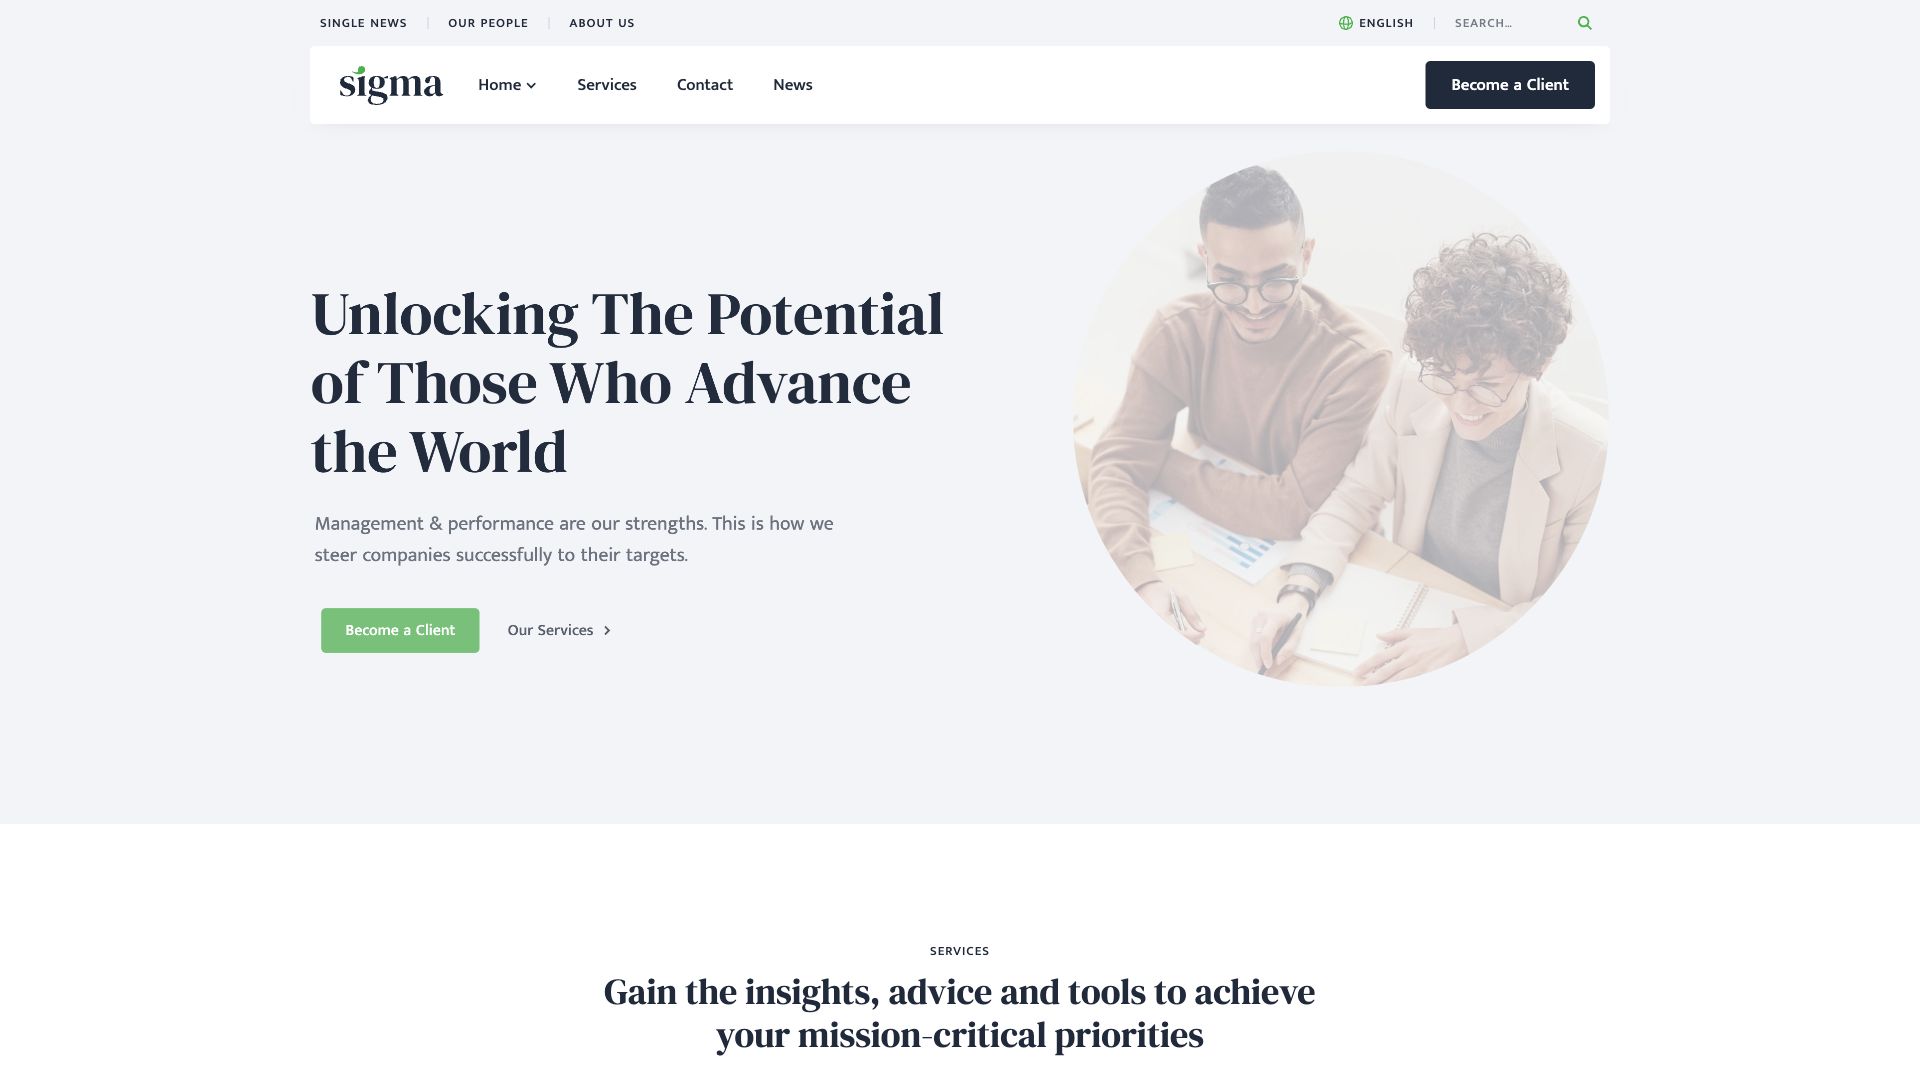 SINGLE NEWS
OUR PEOPLE
ABOUT US
ENGLISH
SEARCH...
sigma
Home
Services
Contact
News
Become a Client
Unlocking The Potential
of Those Who Advance
the World
Management & performance are our strengths. This is how we
steer companies successfully to their targets.
Become a Client
Our Services
SERVICES
Gain the insights, advice and tools to achieve
your mission-critical priorities